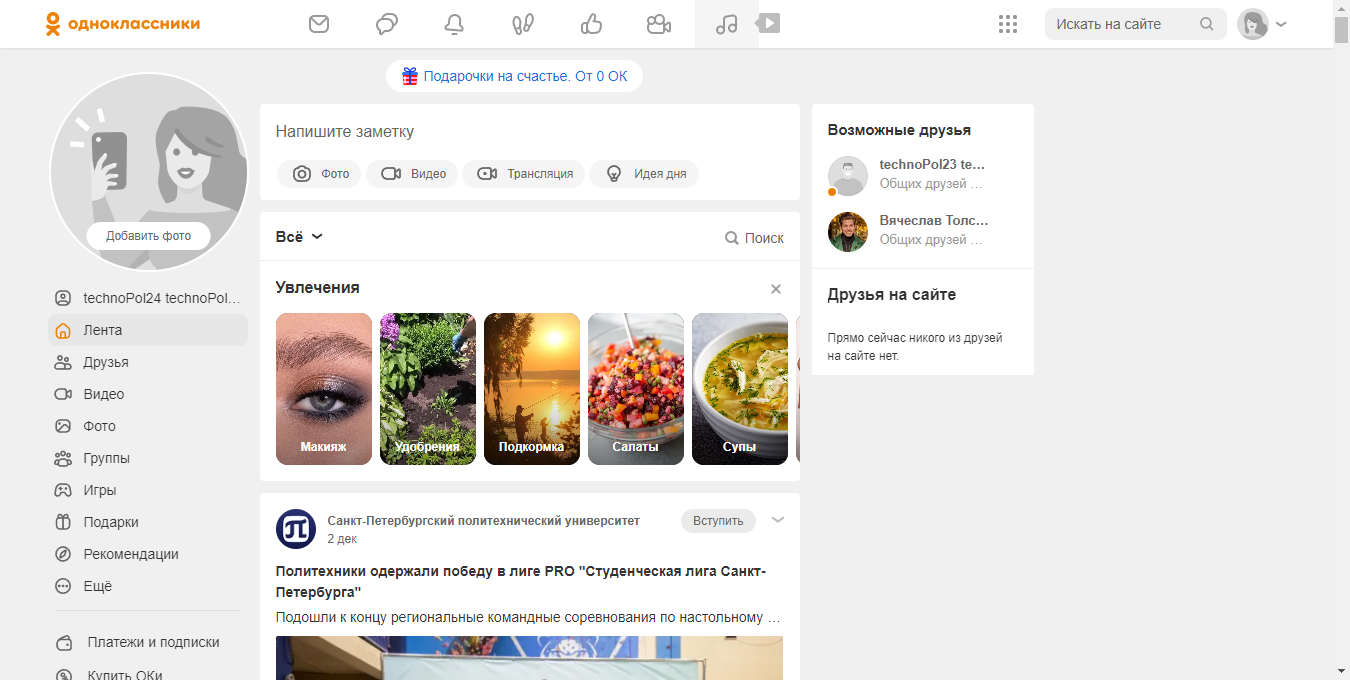 одноклассники
Искать на сайте
Подарочки на счастье. От 0 ОК
Добавить фото
technoPol24 technoPol…
Лента
Друзья
Видео
Фото
Группы
Игры
Подарки
Рекомендации
Ещё
Платежи и подписки
Купить ОКи
Напишите заметку
Фото
Видео
Трансляция
Идея дня
Всё
Поиск
Увлечения
Макияж
Удобрения
Подкормка
Салаты
Супы
Санкт-Петербургский политехнический университет
2 дек
Вступить
Политехники одержали победу в лиге PRO "Студенческая лига Санкт-
Петербурга"
Подошли к концу региональные командные соревнования по настольному …
Возможные друзья
technoPol23 te…
Общих друзей …
Вячеслав Толс…
Общих друзей …
Друзья на сайте
Прямо сейчас никого из друзей
на сайте нет.